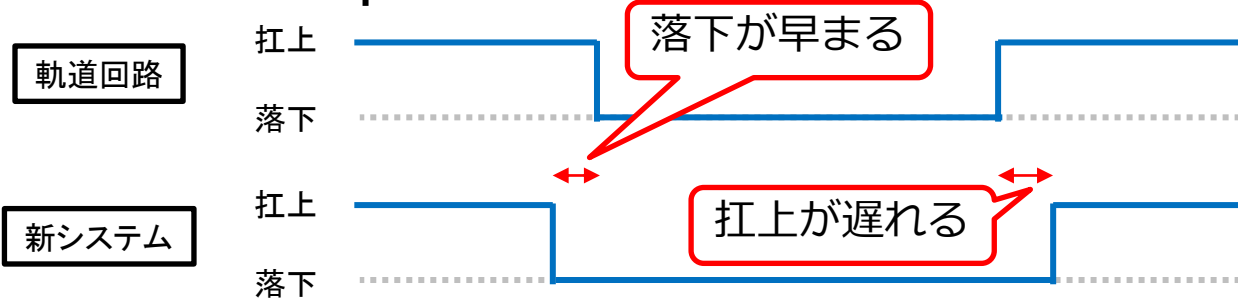 扛上
落下が早まる
軌道回路
落下
扛上
扛上が遅れる
新システム
落下